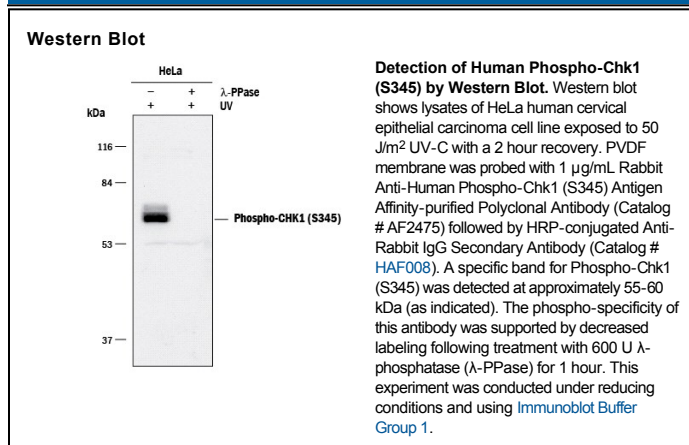 Western Blot
HeLa
– + λ-PPase
+ + UV
kDa
116
84
Phospho-CHK1 (S345)
53
37
Detection of Human Phospho-Chk1
(S345) by Western Blot. Western blot
shows lysates of HeLa human cervical
epithelial carcinoma cell line exposed to 50
J/m² UV-C with a 2 hour recovery. PVDF
membrane was probed with 1 µg/mL Rabbit
Anti-Human Phospho-Chk1 (S345) Antigen
Affinity-purified Polyclonal Antibody (Catalog
# AF2475) followed by HRP-conjugated Anti-
Rabbit IgG Secondary Antibody (Catalog #
HAF008). A specific band for Phospho-Chk1
(S345) was detected at approximately 55-60
kDa (as indicated). The phospho-specificity of
this antibody was supported by decreased
labeling following treatment with 600 U λ-
phosphatase (λ-PPase) for 1 hour. This
experiment was conducted under reducing
conditions and using Immunoblot Buffer
Group 1.